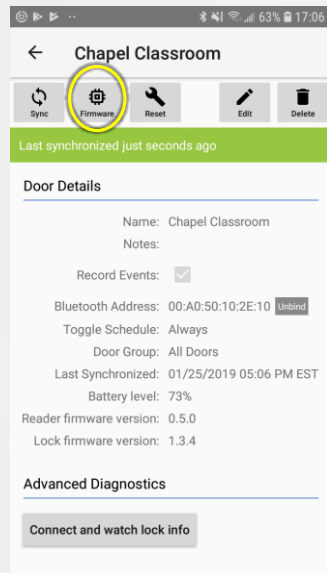 63% 17:06
Chapel Classroom
Sync Firmware Reset Edit Delete
Last synchronized just seconds ago
Door Details
Name: Chapel Classroom
Notes:
Record Events:
Bluetooth Address: 00:A0:50:10:2E:10 Unbind
Toggle Schedule: Always
Door Group: All Doors
Last Synchronized: 01/25/2019 05:06 PM EST
Battery level: 73%
Reader firmware version: 0.5.0
Lock firmware version: 1.3.4
Advanced Diagnostics
Connect and watch lock info